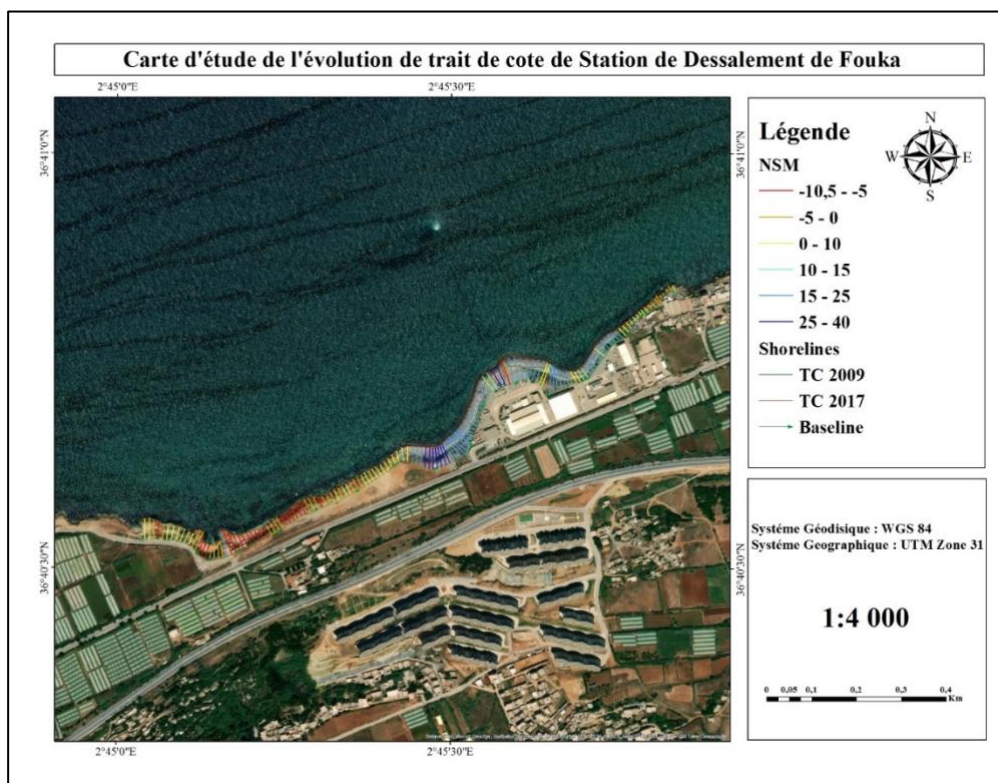 Carte d'étude de l'évolution de trait de cote de Station de Dessalement de Fouka
2°45'0"E
2°45'30"E
36°41'0"N
36°41'0"N
36°40'30"N
36°40'30"N
2°45'0"E
2°45'30"E
Légende
N
W
E
S
NSM
-10,5 - -5
-5 - 0
0 - 10
10 - 15
15 - 25
25 - 40
Shorelines
TC 2009
TC 2017
Baseline
Systéme Géodisique : WGS 84
Systéme Geographique : UTM Zone 31
1:4 000
0 0,05 0,1 0,2 0,3 0,4
Km